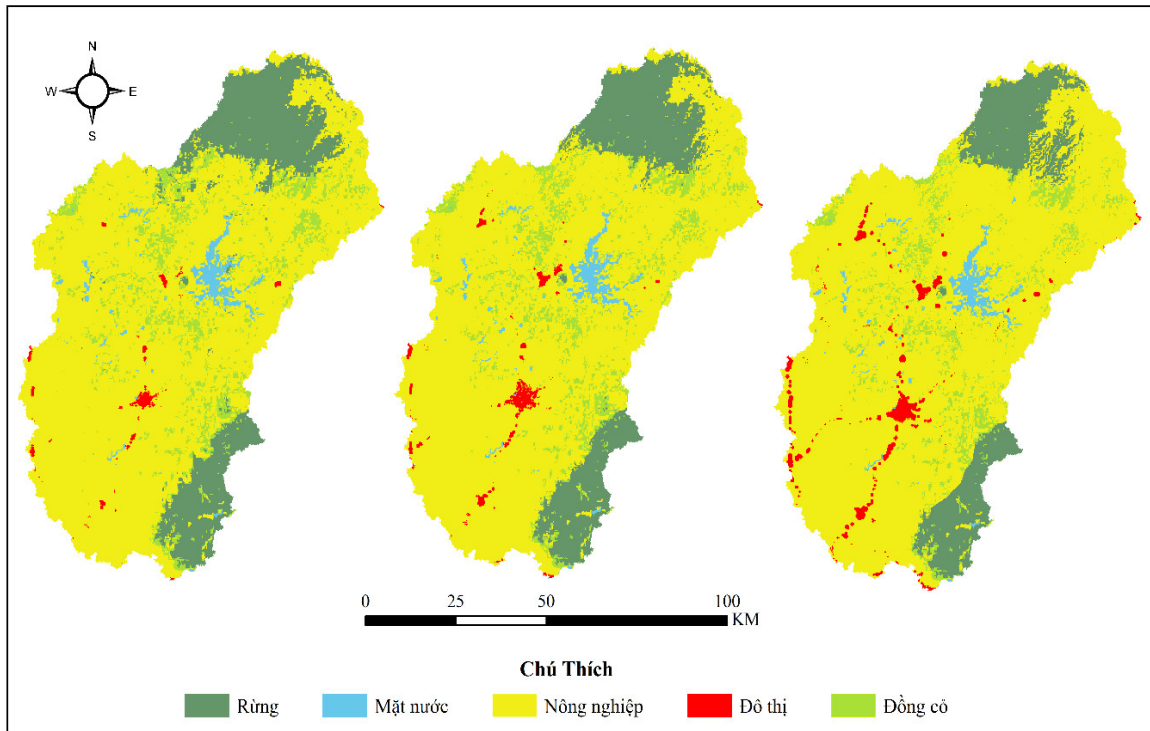 N
W E
S
0 25 50 100
KM
Chú Thích
Rừng Mặt nước Nông nghiệp Đô thị Đồng cỏ